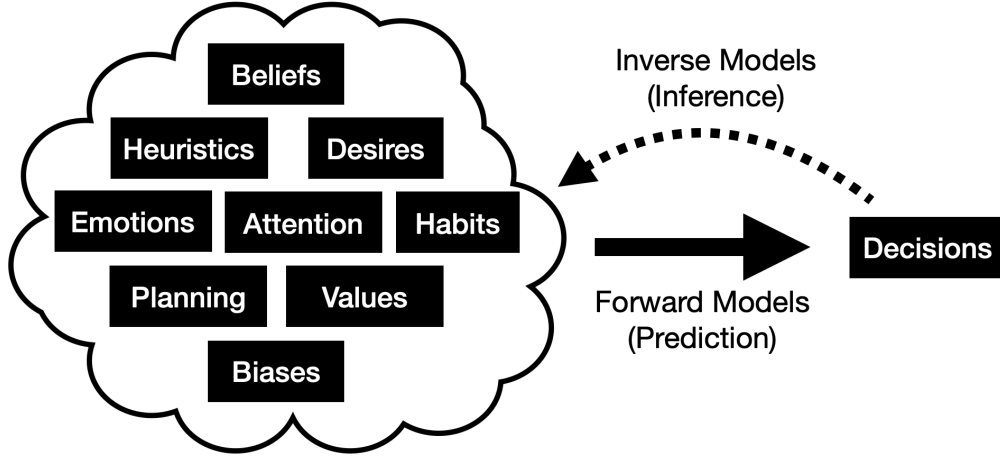 Beliefs
Heuristics
Desires
Emotions
Attention
Habits
Planning
Values
Biases
Inverse Models
(Inference)
Forward Models
(Prediction)
Decisions